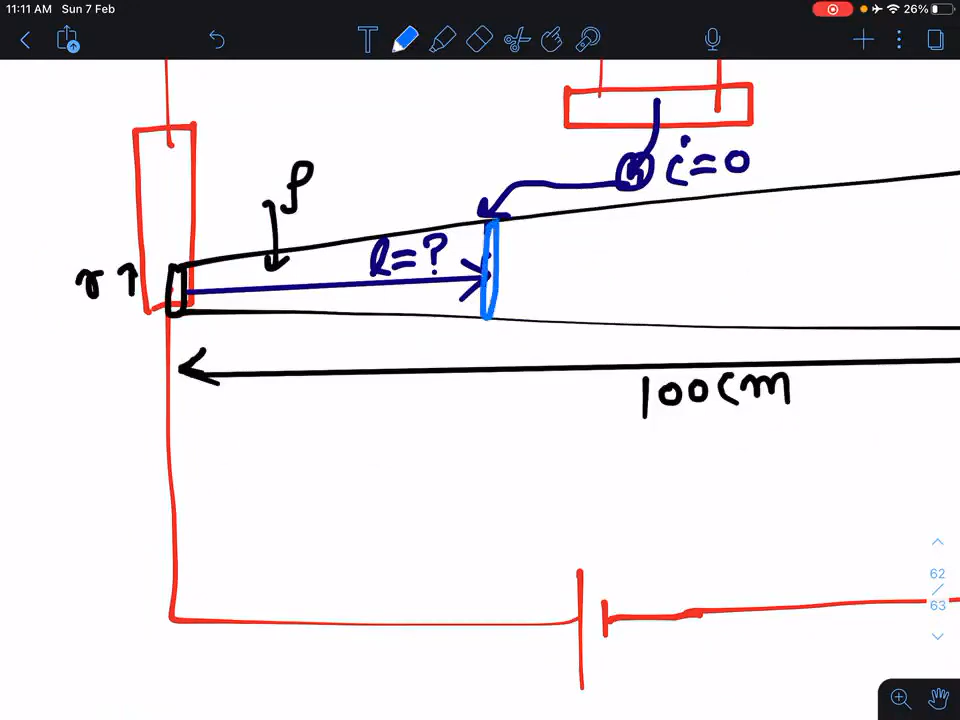 11:11 AM Sun 7 Feb
26%
T
i=0
ρ
l=?
r
100cm
62
/
63